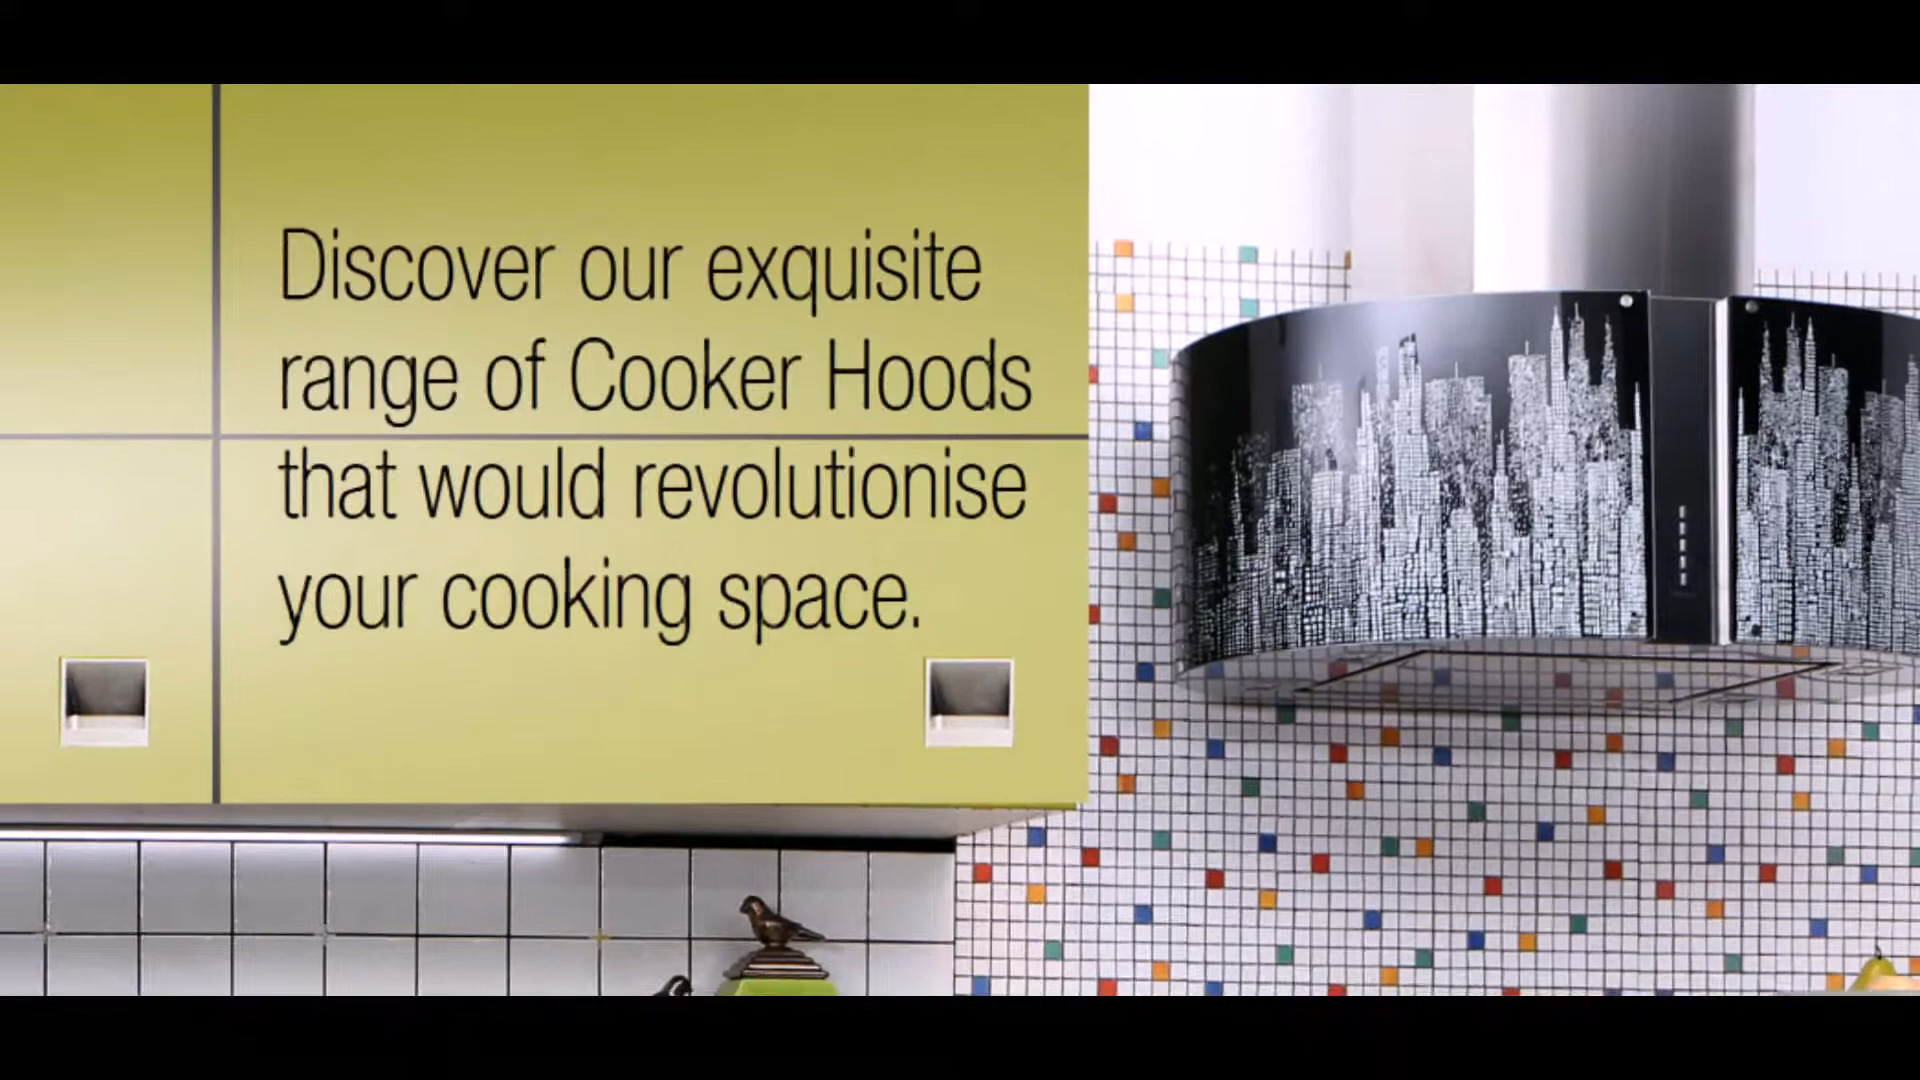 Discover our exquisite
range of Cooker Hoods
that would revolutionise
your cooking space.